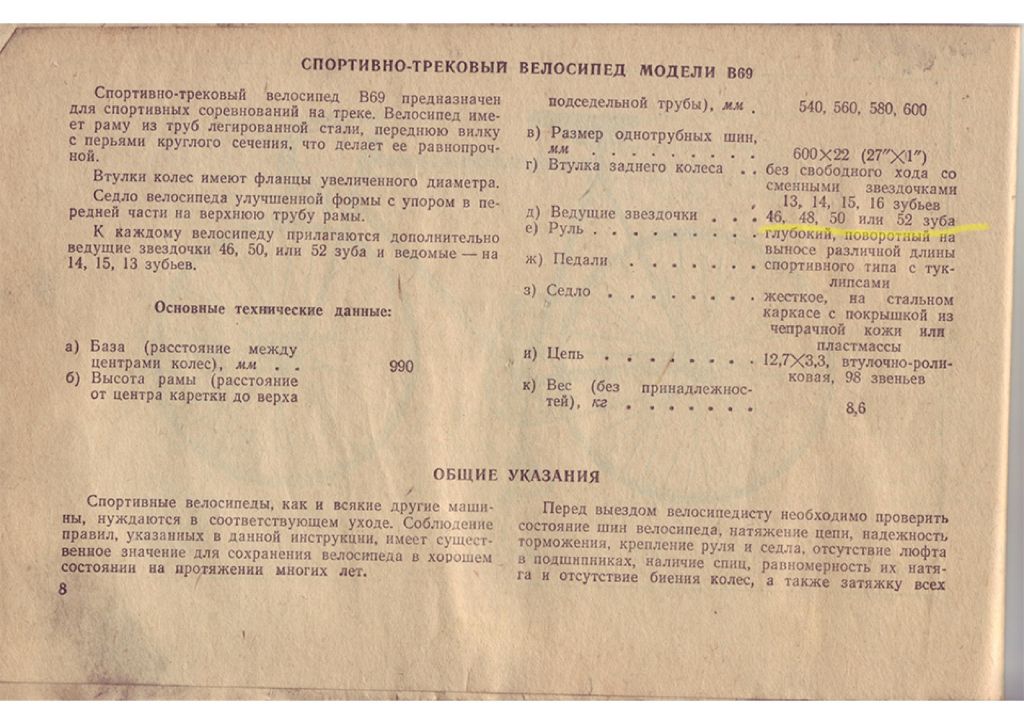 СПОРТИВНО-ТРЕКОВЫЙ ВЕЛОСИПЕД МОДЕЛИ В69
Спортивно-трековый велосипед В69 предназначен
для спортивных соревнований на треке. Велосипед име-
ет раму из труб легированной стали, переднюю вилку
с перьями круглого сечения, что делает ее равнопроч-
ной.
Втулки колес имеют фланцы увеличенного диаметра.
Седло велосипеда улучшенной формы с упором в пе-
редней части на верхнюю трубу рамы.
К каждому велосипеду прилагаются дополнительно
ведущие звездочки 46, 50, или 52 зуба и ведомые — на
14, 15, 13 зубьев.
Основные технические данные:
а) База (расстояние между
центрами колес), мм . . 990
б) Высота рамы (расстояние
от центра каретки до верха
подседельной трубы), мм . 540, 560, 580, 600
в) Размер однотрубных шин,
мм . . . . . . . . . 600×22 (27″×1″)
г) Втулка заднего колеса . . без свободного хода со
сменными звездочками
13, 14, 15, 16 зубьев
д) Ведущие звездочки . . . 46, 48, 50 или 52 зуба
е) Руль . . . . . . . . . глубокий, поворотный на
выносе различной длины
ж) Педали . . . . . . . спортивного типа с тук-
липсами
з) Седло . . . . . . . . жесткое, на стальном
каркасе с покрышкой из
чепрачной кожи или
пластмассы
и) Цепь . . . . . . . . 12,7×3,3, втулочно-роли-
ковая, 98 звеньев
к) Вес (без принадлежнос-
тей), кг . . . . . . . 8,6
ОБЩИЕ УКАЗАНИЯ
Спортивные велосипеды, как и всякие другие маши-
ны, нуждаются в соответствующем уходе. Соблюдение
правил, указанных в данной инструкции, имеет сущест-
венное значение для сохранения велосипеда в хорошем
состоянии на протяжении многих лет.
8
Перед выездом велосипедисту необходимо проверить
состояние шин велосипеда, натяжение цепи, надежность
торможения, крепление руля и седла, отсутствие люфта
в подшипниках, наличие спиц, равномерность их натя-
га и отсутствие биения колес, а также затяжку всех